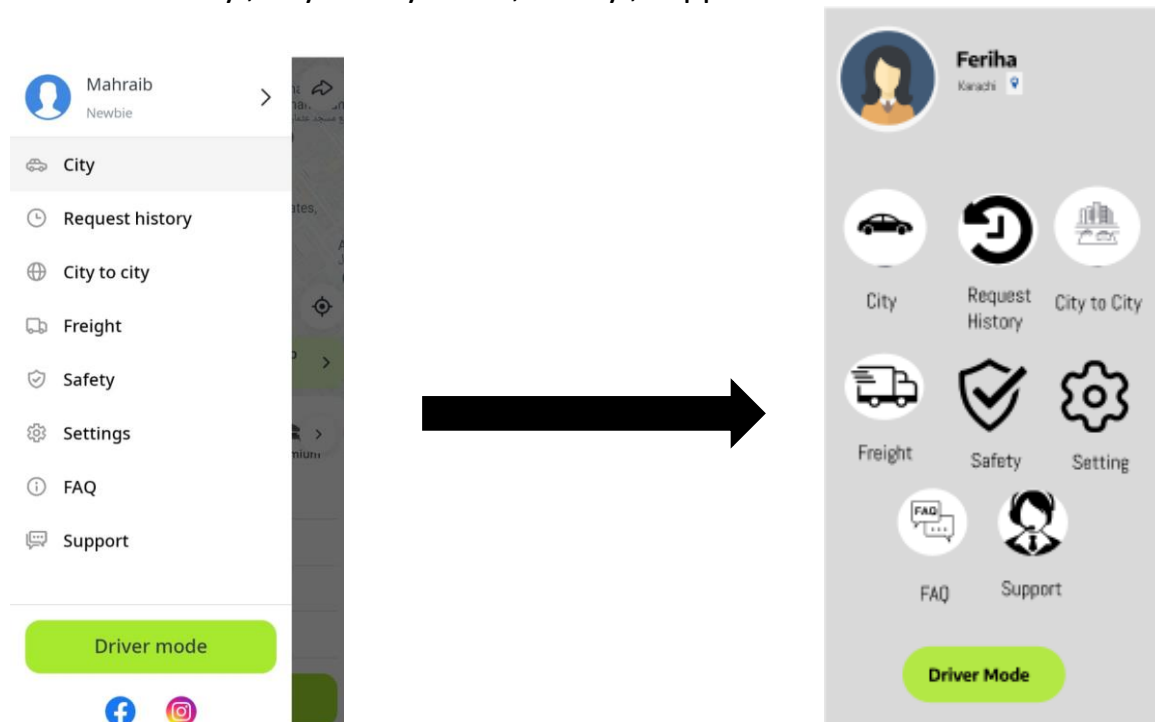 Mahraib
Newbie
City
Request history
City to city
Freight
Safety
Settings
FAQ
Support
Driver mode
Feriha
Karachi
City
Request
History
City to City
Freight
Safety
Setting
FAQ
FAQ
Support
Driver Mode